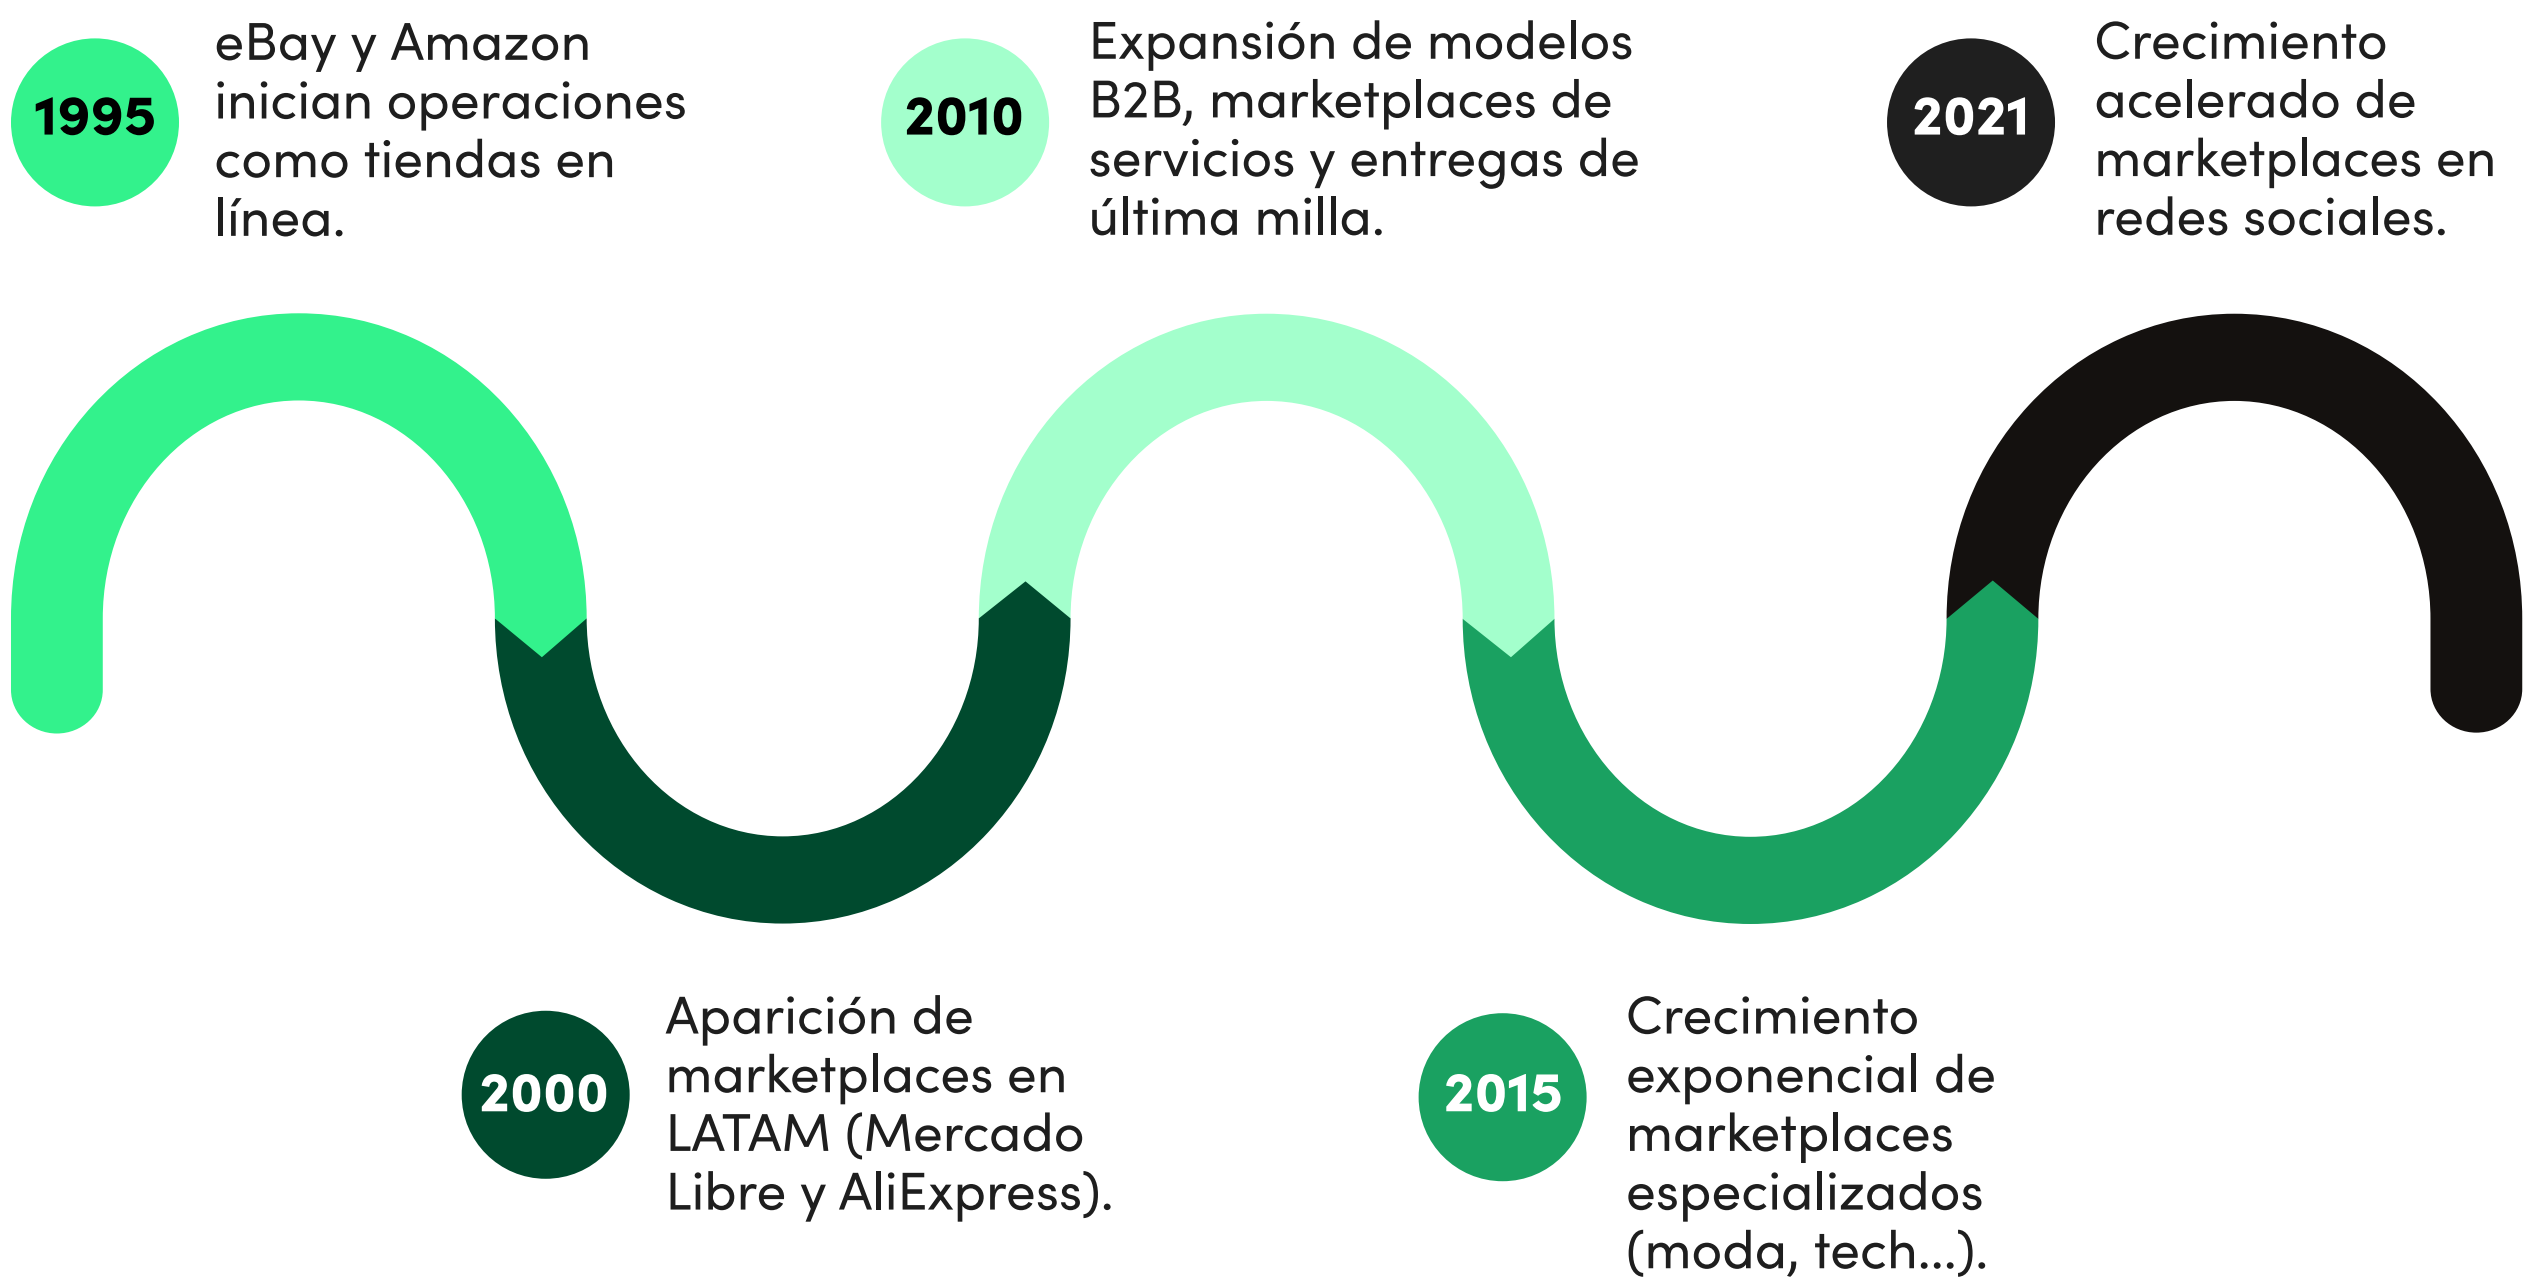 1995
eBay y Amazon
inician operaciones
como tiendas en
línea.
2000
Aparición de
marketplaces en
LATAM (Mercado
Libre y AliExpress).
2010
Expansión de modelos
B2B, marketplaces de
servicios y entregas de
última milla.
2015
Crecimiento
exponencial de
marketplaces
especializados
(moda, tech...).
2021
Crecimiento
acelerado de
marketplaces en
redes sociales.